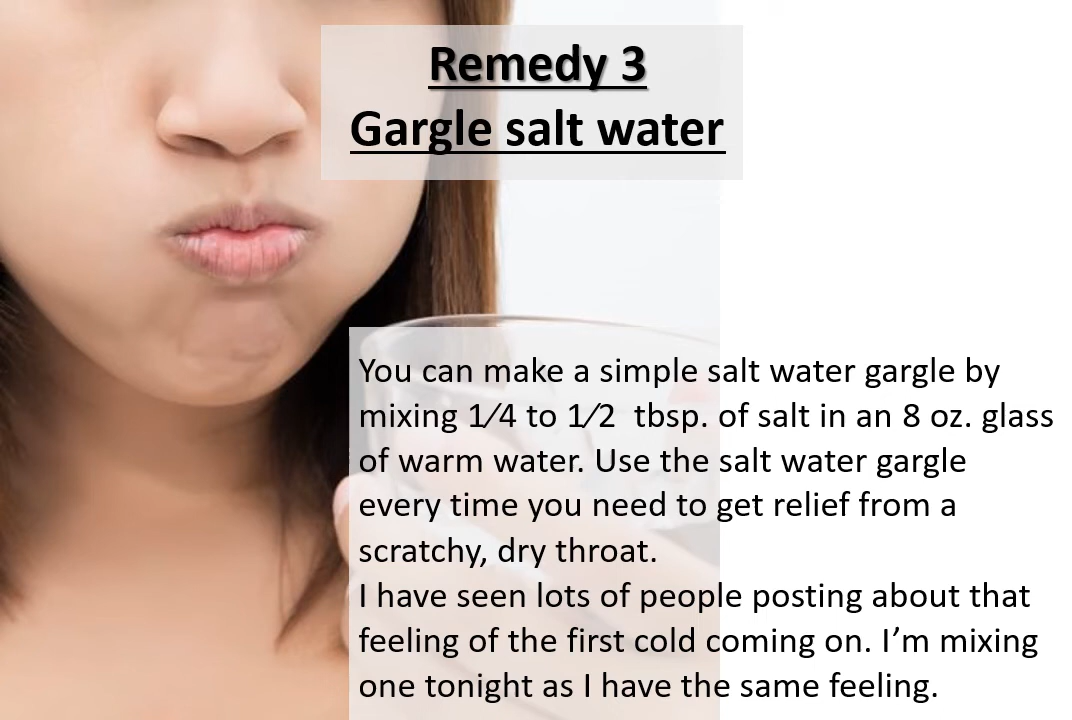 Remedy 3
Gargle salt water
You can make a simple salt water gargle by
mixing 1⁄4 to 1⁄2  tbsp. of salt in an 8 oz. glass
of warm water. Use the salt water gargle
every time you need to get relief from a
scratchy, dry throat.
I have seen lots of people posting about that
feeling of the first cold coming on. I’m mixing
one tonight as I have the same feeling.